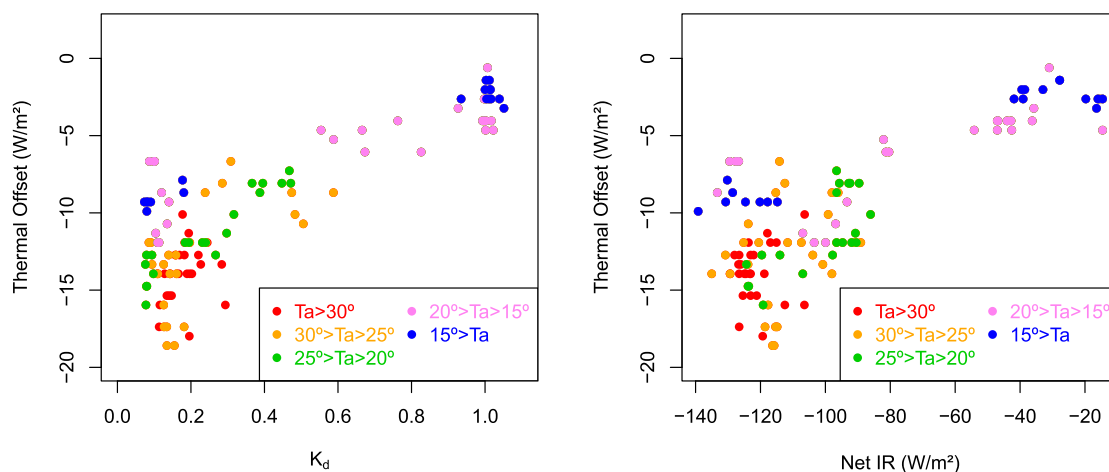 0
−5
−10
−15
−20
Thermal Offset (W/m²)
Ta>30º
30º>Ta>25º
25º>Ta>20º
20º>Ta>15º
15º>Ta
0.0 0.2 0.4 0.6 0.8 1.0
Kd
0
−5
−10
−15
−20
Thermal Offset (W/m²)
Ta>30º
30º>Ta>25º
25º>Ta>20º
20º>Ta>15º
15º>Ta
−140 −120 −100 −80 −60 −40 −20
Net IR (W/m²)